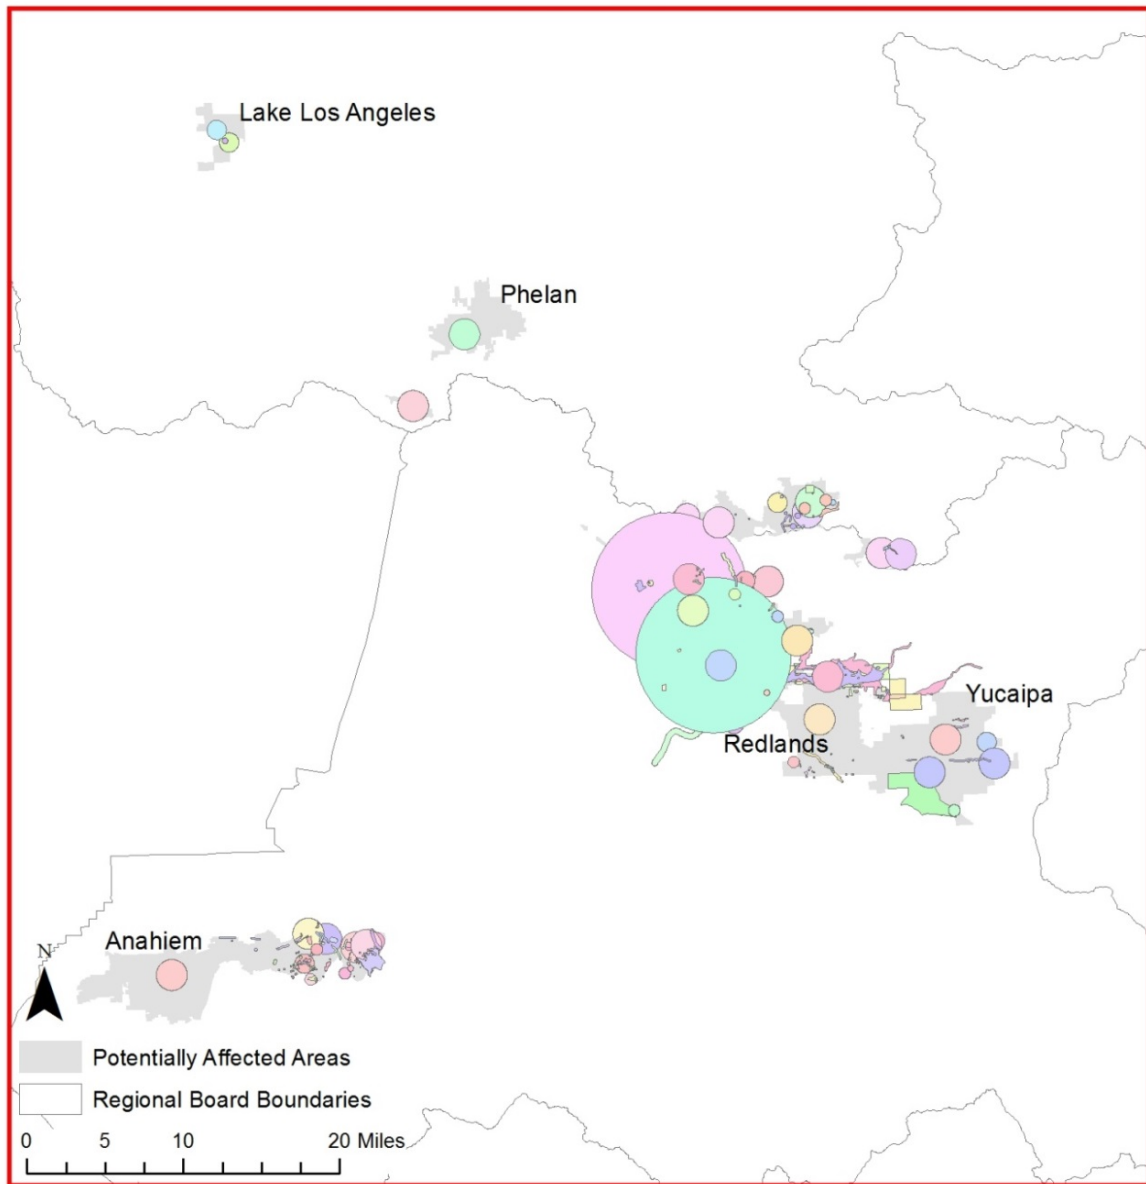 Lake Los Angeles
Phelan
Yucaipa
Redlands
Anahiem
N
Potentially Affected Areas
Regional Board Boundaries
0 5 10 20 Miles